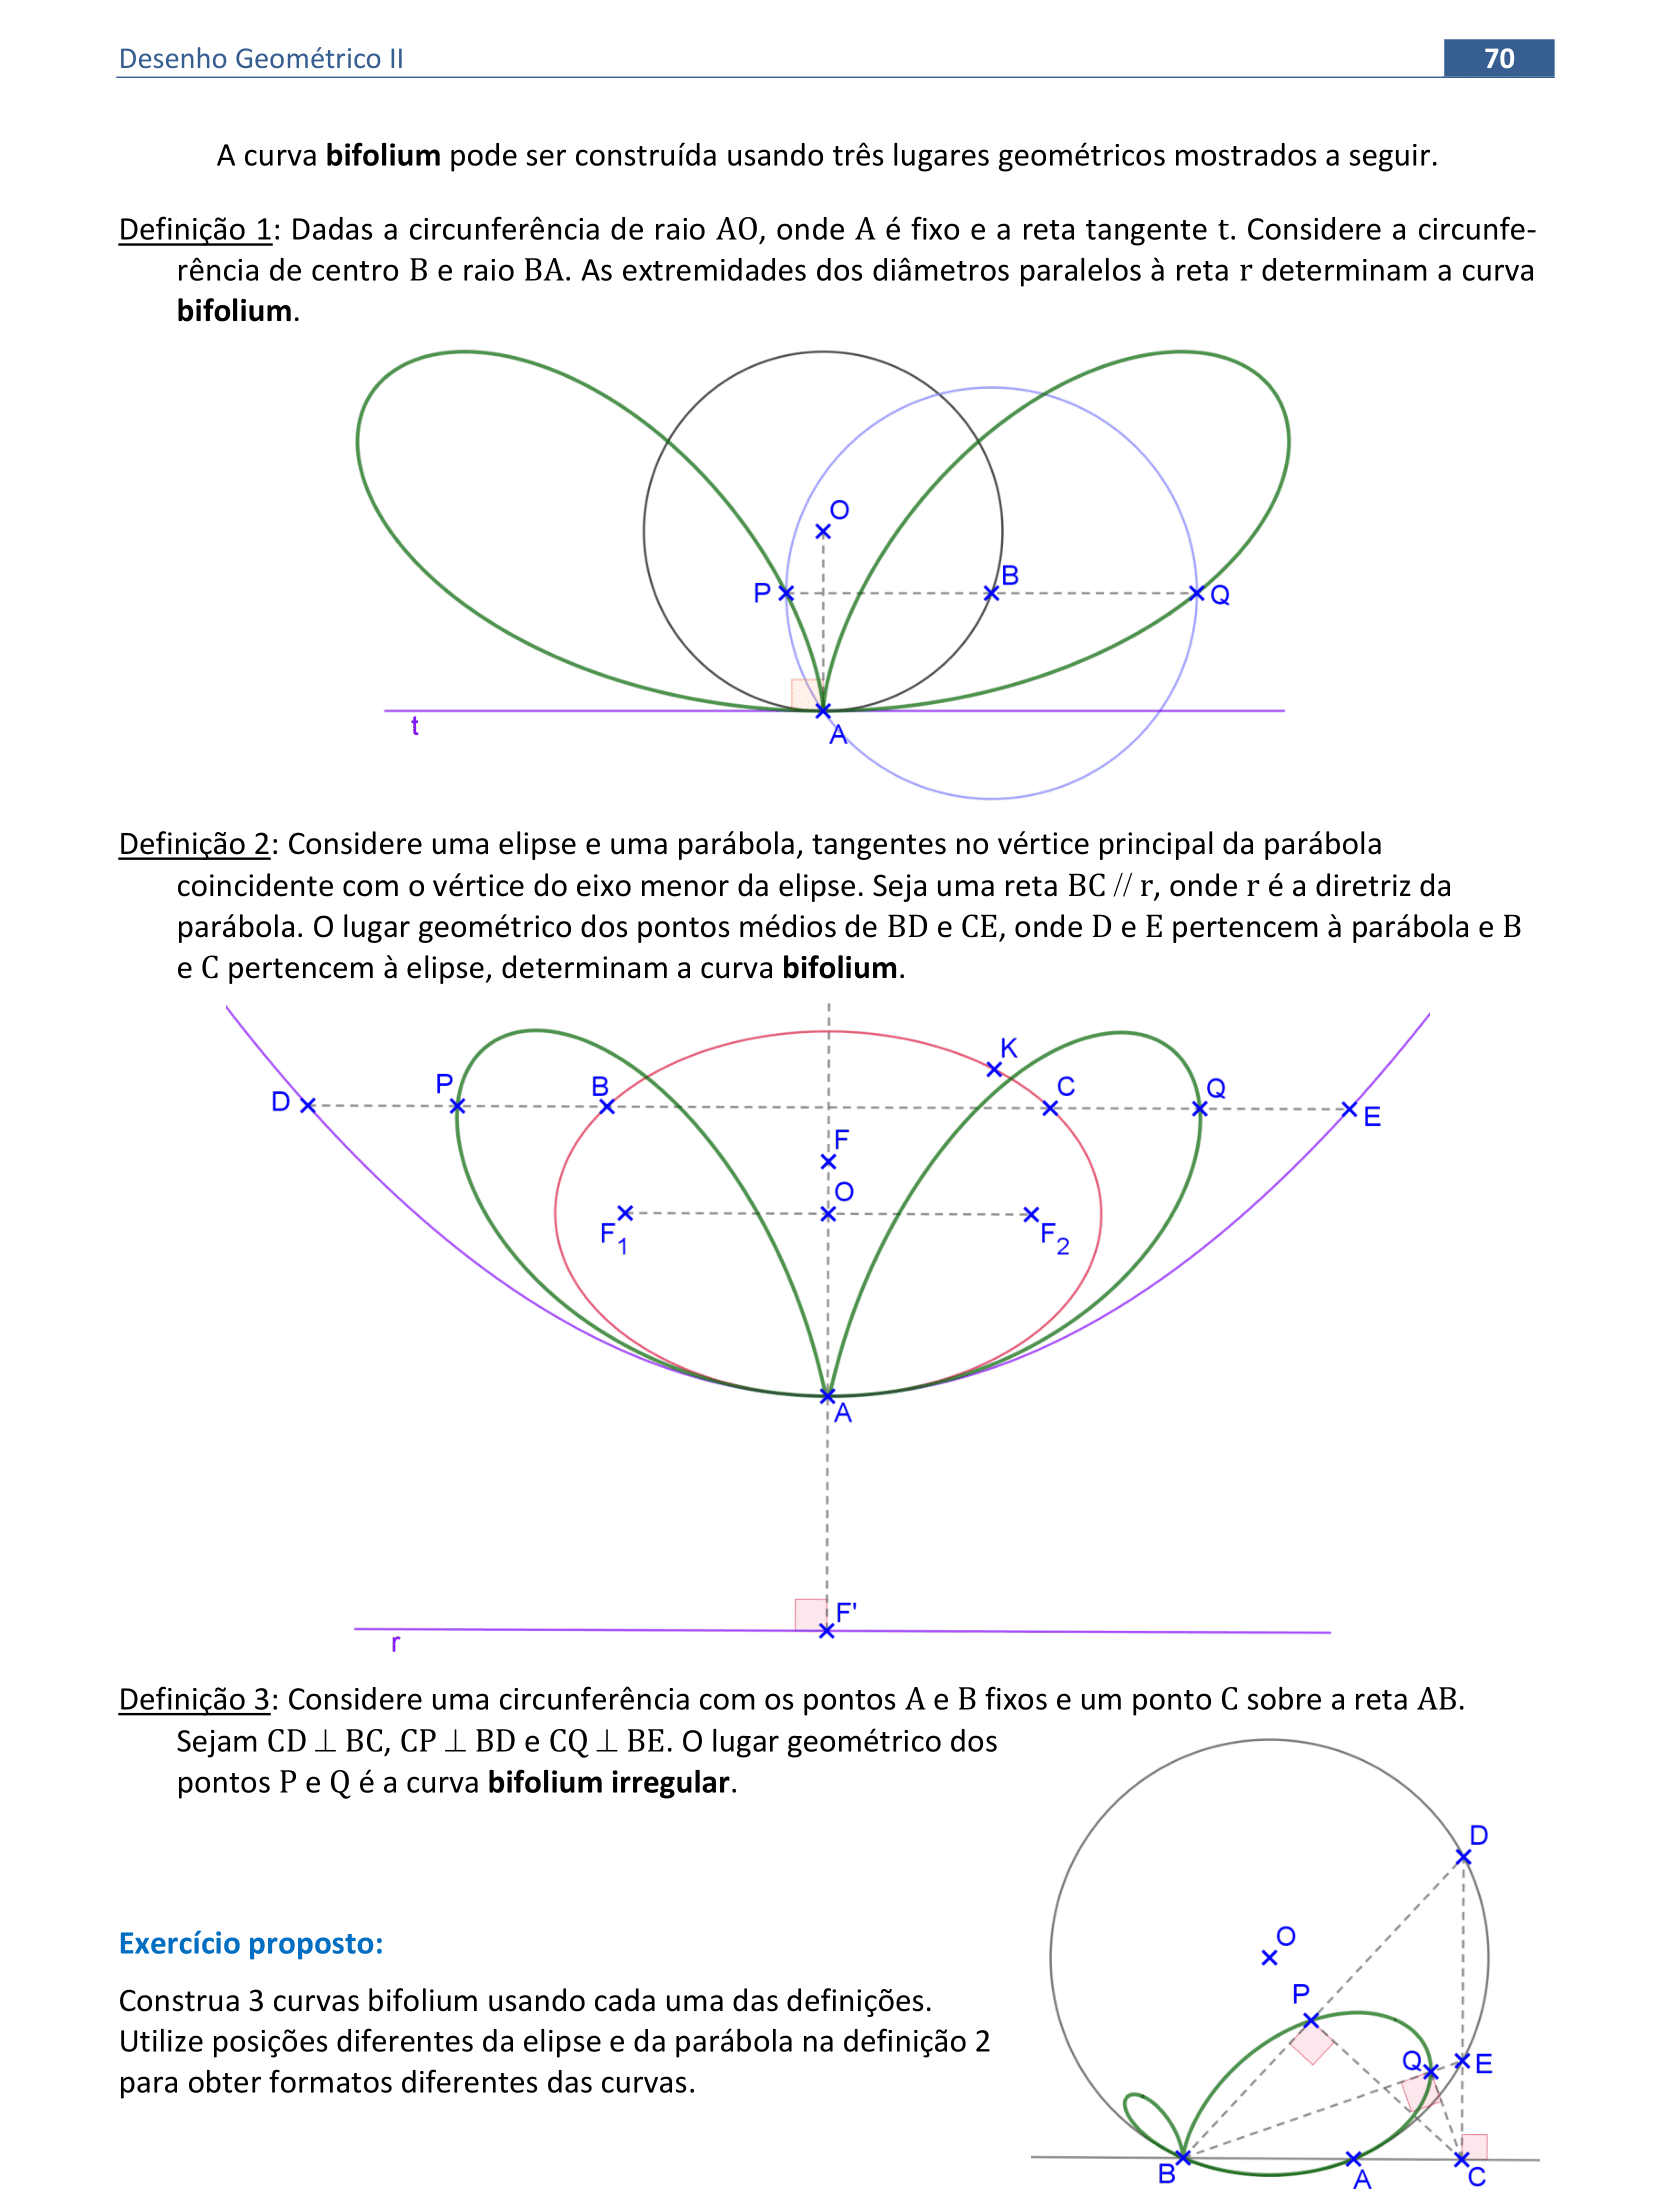 Desenho Geométrico II
70
A curva bifolium pode ser construída usando três lugares geométricos mostrados a seguir.
Definição 1: Dadas a circunferência de raio AO, onde A é fixo e a reta tangente t. Considere a circunfe-
rência de centro B e raio BA. As extremidades dos diâmetros paralelos à reta r determinam a curva
bifolium.
O
P
B
Q
t
A
Definição 2: Considere uma elipse e uma parábola, tangentes no vértice principal da parábola
coincidente com o vértice do eixo menor da elipse. Seja uma reta BC // r, onde r é a diretriz da
parábola. O lugar geométrico dos pontos médios de BD e CE, onde D e E pertencem à parábola e B
e C pertencem à elipse, determinam a curva bifolium.
K
D
P
B
C
Q
E
F
O
F1
F2
A
F'
r
Definição 3: Considere uma circunferência com os pontos A e B fixos e um ponto C sobre a reta AB.
Sejam CD ⊥ BC, CP ⊥ BD e CQ ⊥ BE. O lugar geométrico dos
pontos P e Q é a curva bifolium irregular.
D
O
P
Q
E
B
A
C
Exercício proposto:
Construa 3 curvas bifolium usando cada uma das definições.
Utilize posições diferentes da elipse e da parábola na definição 2
para obter formatos diferentes das curvas.